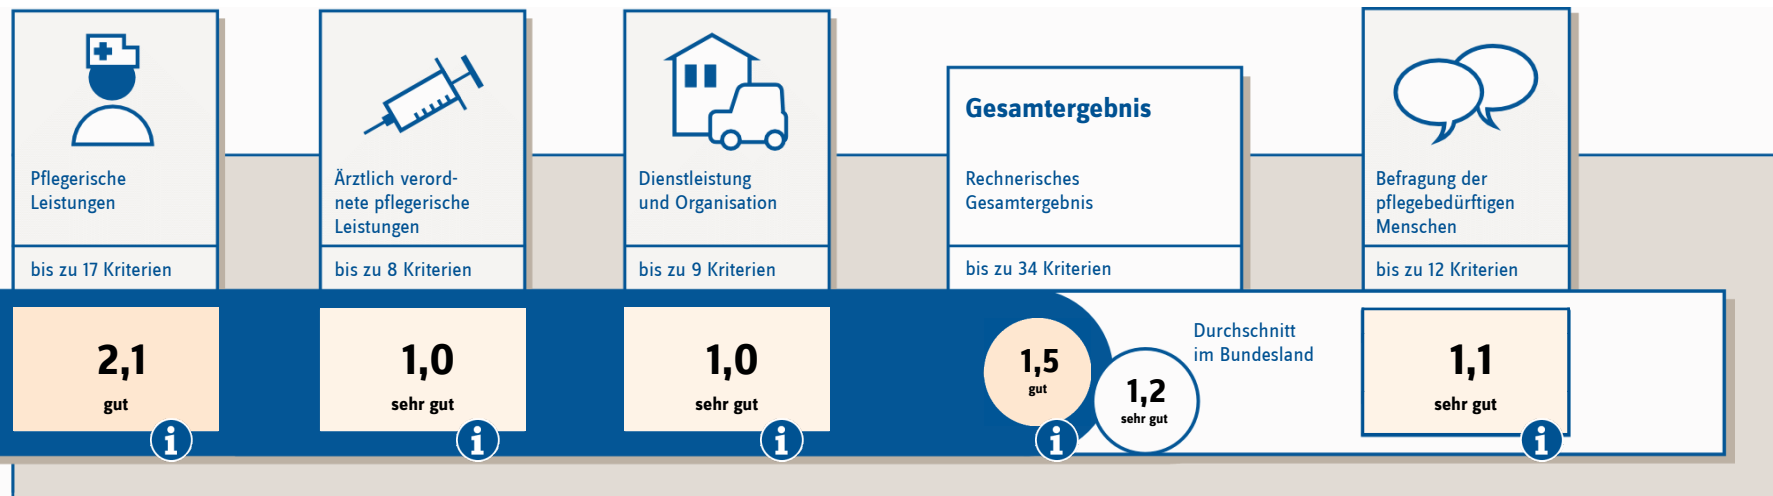 Pflegerische
Leistungen
bis zu 17 Kriterien
2,1
gut
i
Ärztlich verord-
nete pflegerische
Leistungen
bis zu 8 Kriterien
1,0
sehr gut
i
Dienstleistung
und Organisation
bis zu 9 Kriterien
1,0
sehr gut
i
Gesamtergebnis
Rechnerisches
Gesamtergebnis
bis zu 34 Kriterien
1,5
gut
i
1,2
sehr gut
Durchschnitt
im Bundesland
Befragung der
pflegebedürftigen
Menschen
bis zu 12 Kriterien
1,1
sehr gut
i